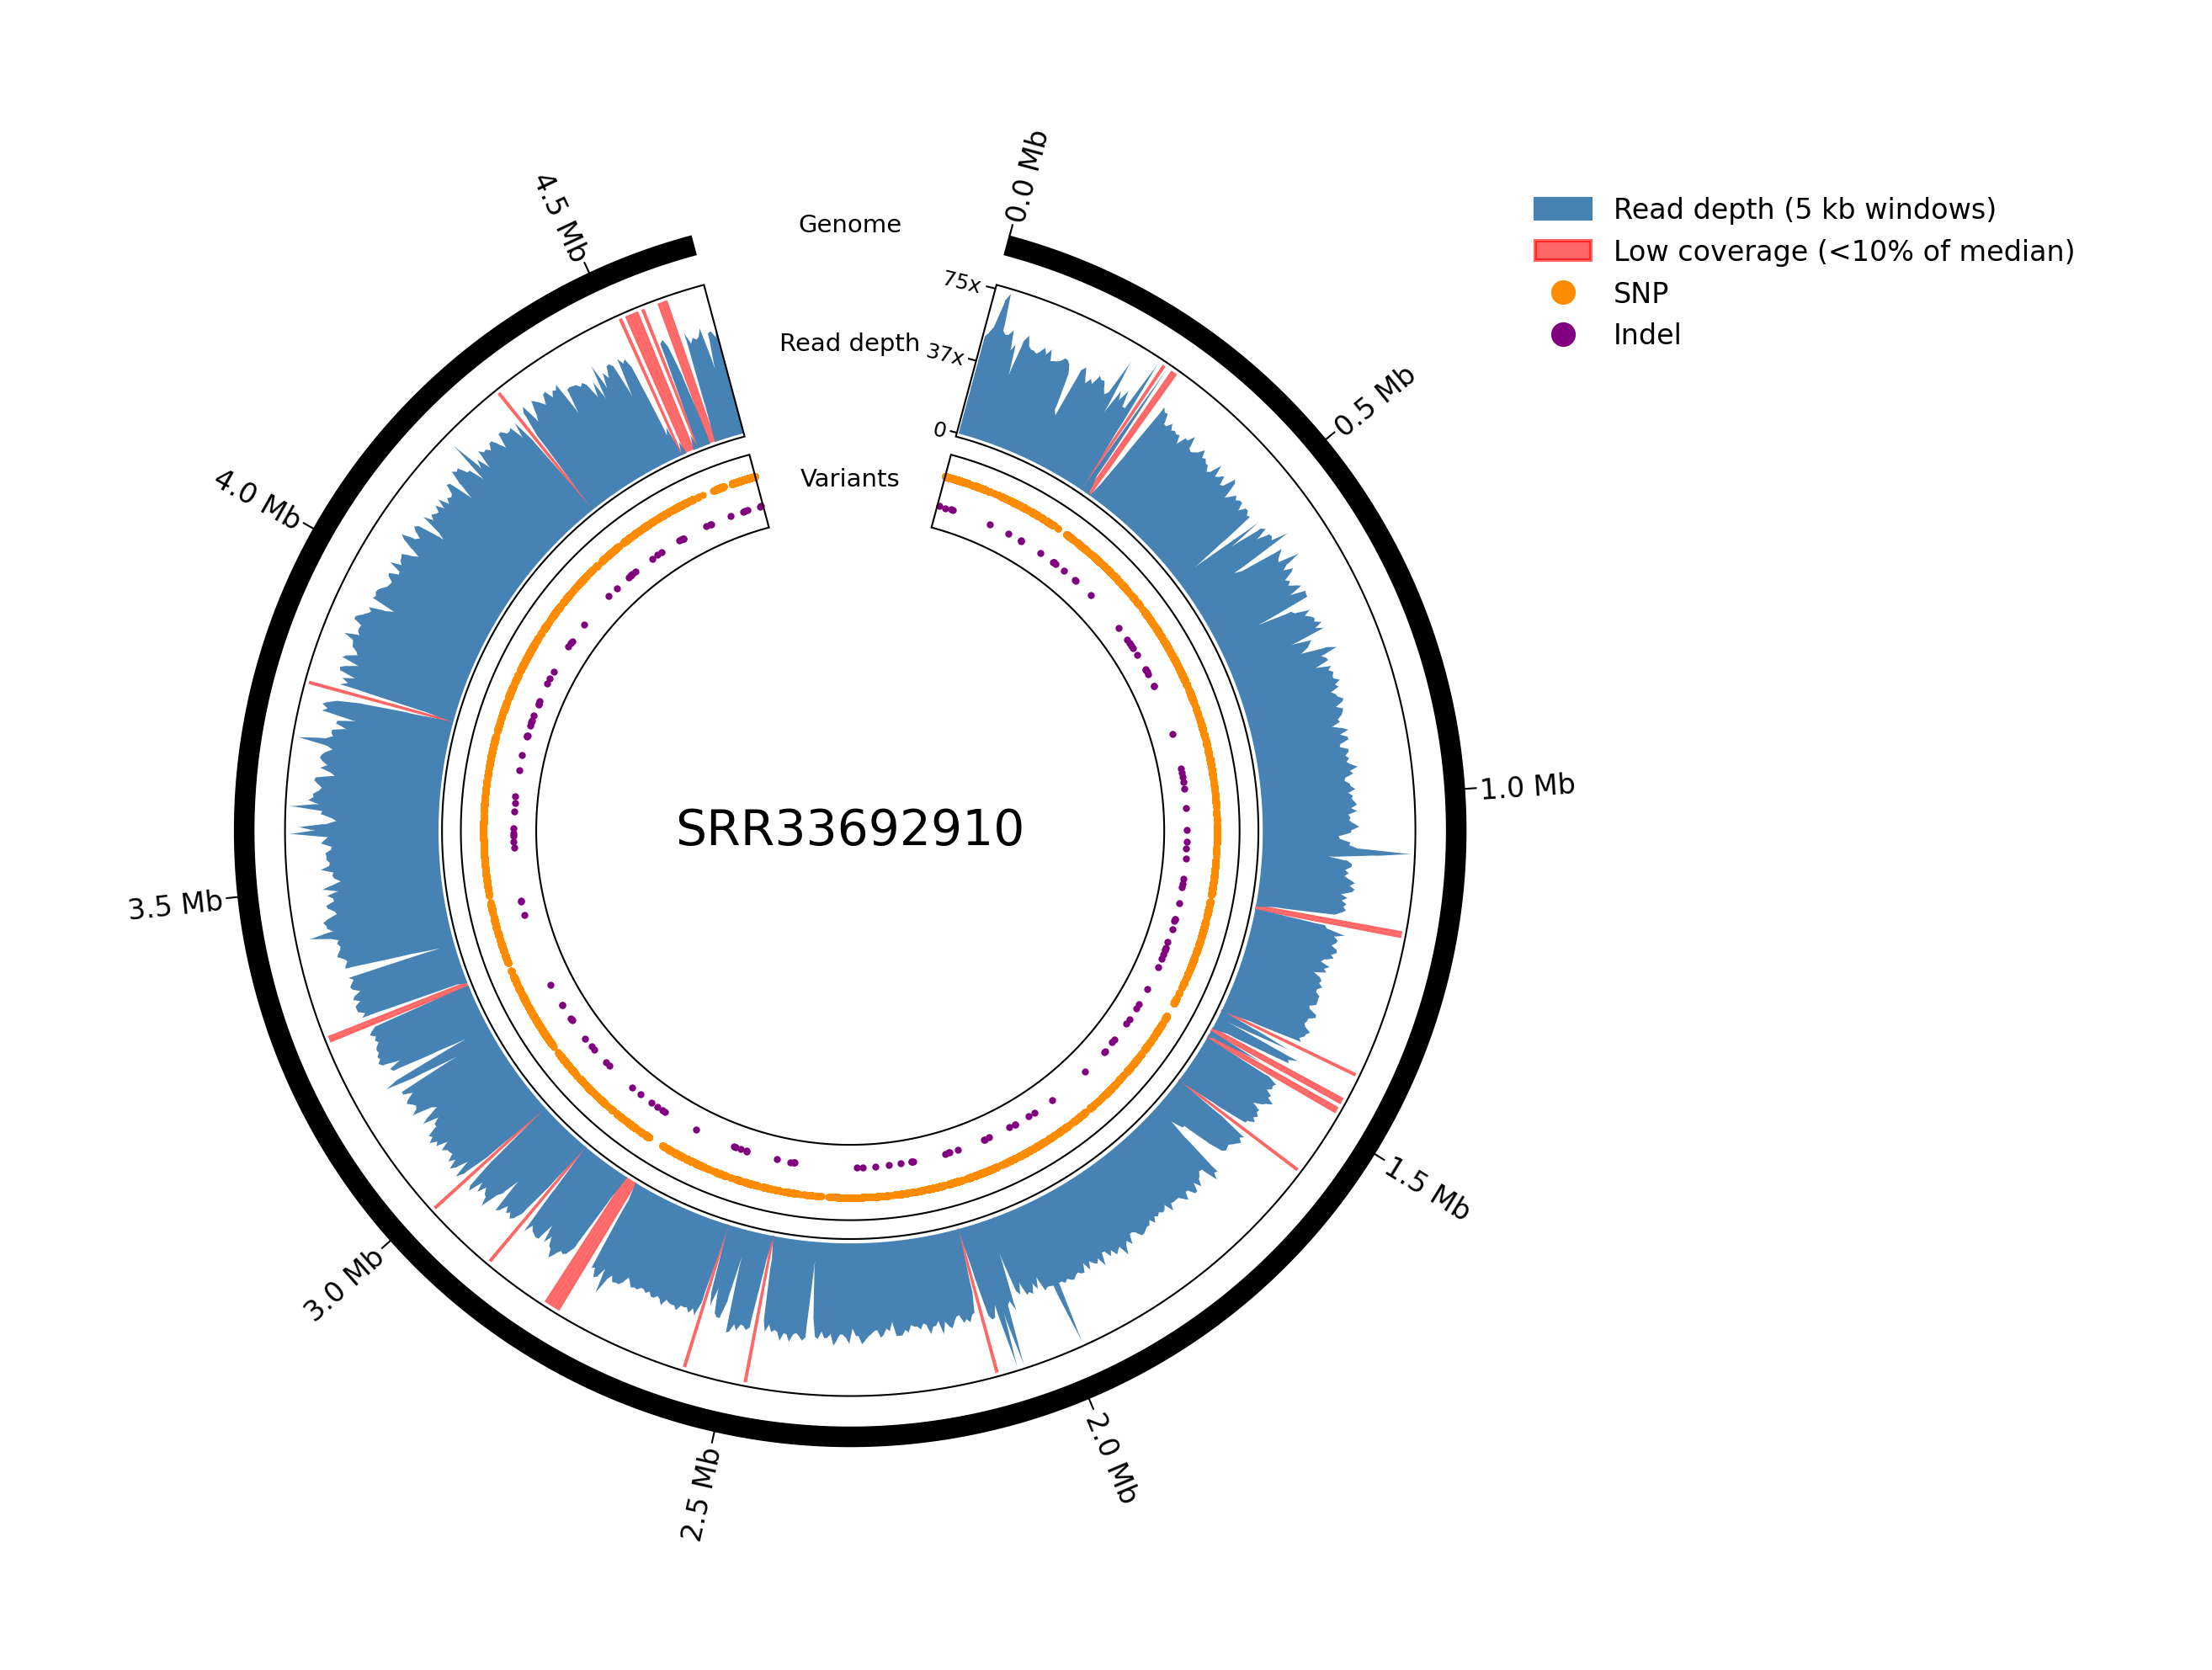 Genome
Read depth
Variants
75x
37x
0
0.0 Mb
0.5 Mb
1.0 Mb
1.5 Mb
2.0 Mb
2.5 Mb
3.0 Mb
3.5 Mb
4.0 Mb
4.5 Mb
SRR33692910
Read depth (5 kb windows)
Low coverage (<10% of median)
SNP
Indel